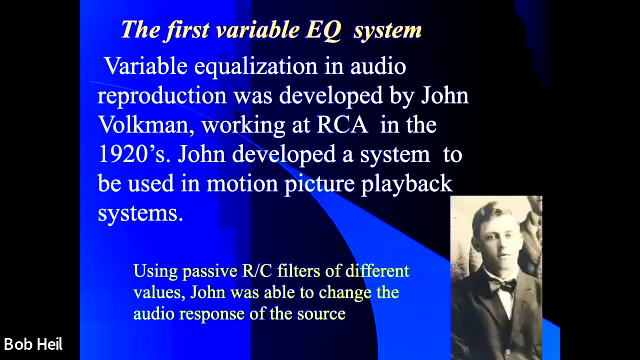 The first variable EQ system
Variable equalization in audio
reproduction was developed by John
Volkman, working at RCA in the
1920’s. John developed a system to
be used in motion picture playback
systems.
Using passive R/C filters of different
values, John was able to change the
audio response of the source
Bob Heil